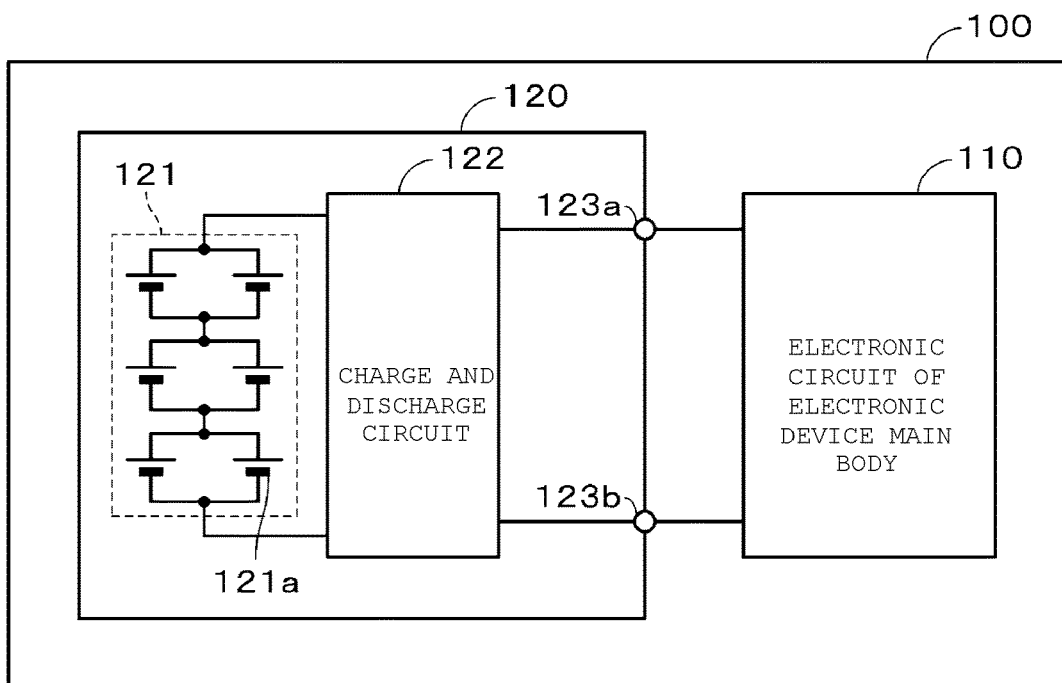 100
120
122
110
121
123a
CHARGE AND
DISCHARGE
CIRCUIT
ELECTRONIC
CIRCUIT OF
ELECTRONIC
DEVICE MAIN
BODY
123b
121a